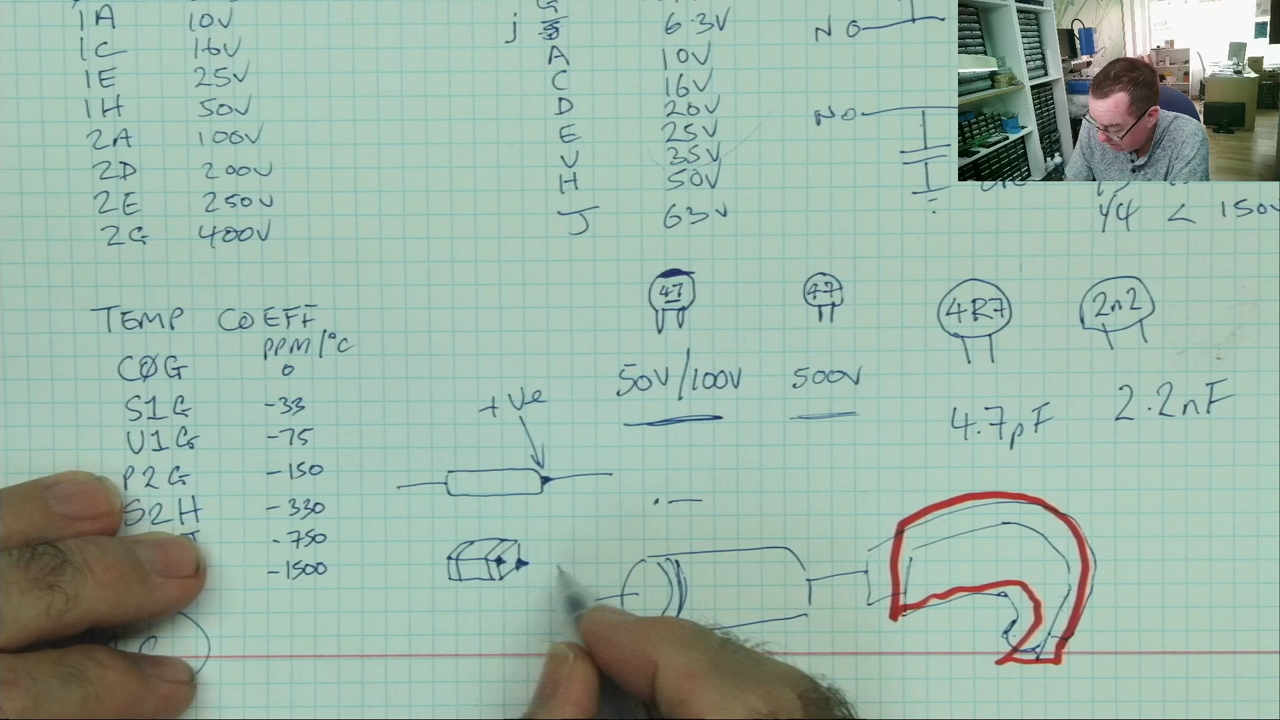 1A 10V
1C 16V
1E 25V
1H 50V
2A 100V
2D 200V
2E 250V
2G 400V
j G 6.3V
A 10V
C 16V
D 20V
E 25V
V 35V
H 50V
J 63V
NO
NO
Y4 < 150V
TEMP COEFF
PPM/°C
C0G 0
S1G -33
U1G -75
P2G -150
S2H -330
-750
-1500
+Ve
47
50V/100V
47
500V
4R7
4.7pF
2n2
2.2nF